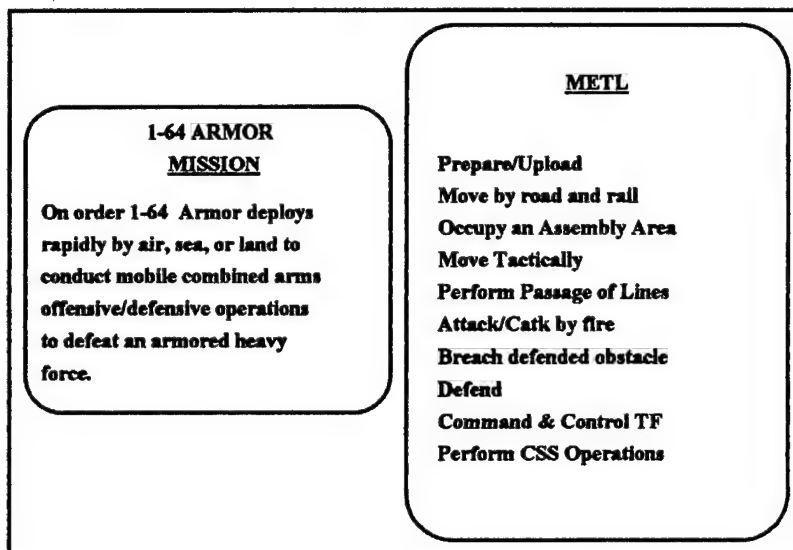 1-64 ARMOR
MISSION
On order 1-64 Armor deploys
rapidly by air, sea, or land to
conduct mobile combined arms
offensive/defensive operations
to defeat an armored heavy
force.
METL
Prepare/Upload
Move by road and rail
Occupy an Assembly Area
Move Tactically
Perform Passage of Lines
Attack/Catk by fire
Breach defended obstacle
Defend
Command & Control TF
Perform CSS Operations